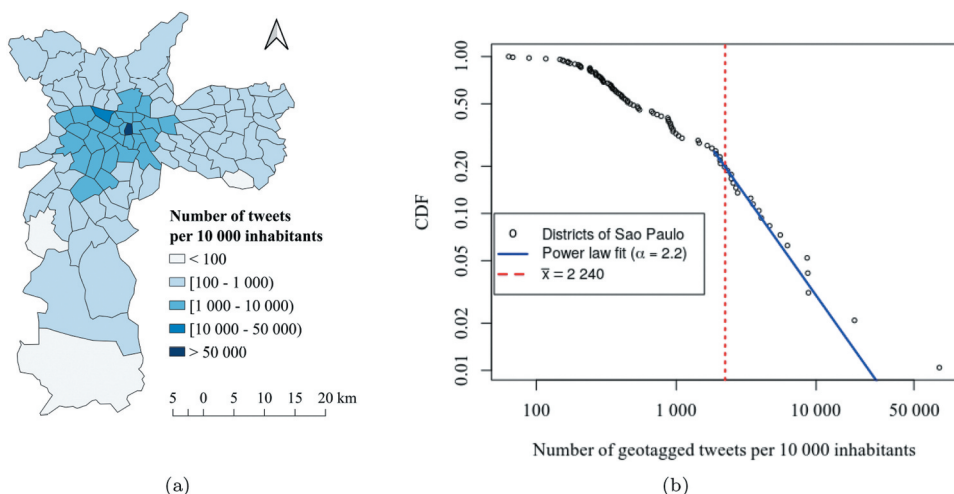 Number of tweets
per 10 000 inhabitants
< 100
[100 - 1 000)
[1 000 - 10 000)
[10 000 - 50 000)
> 50 000
5 0 5 10 15 20 km
(a)
CDF
1.00
0.50
0.20
0.10
0.05
0.02
0.01
Districts of Sao Paulo
Power law fit (α = 2.2)
x̅ = 2 240
100 1 000 10 000 50 000
Number of geotagged tweets per 10 000 inhabitants
(b)